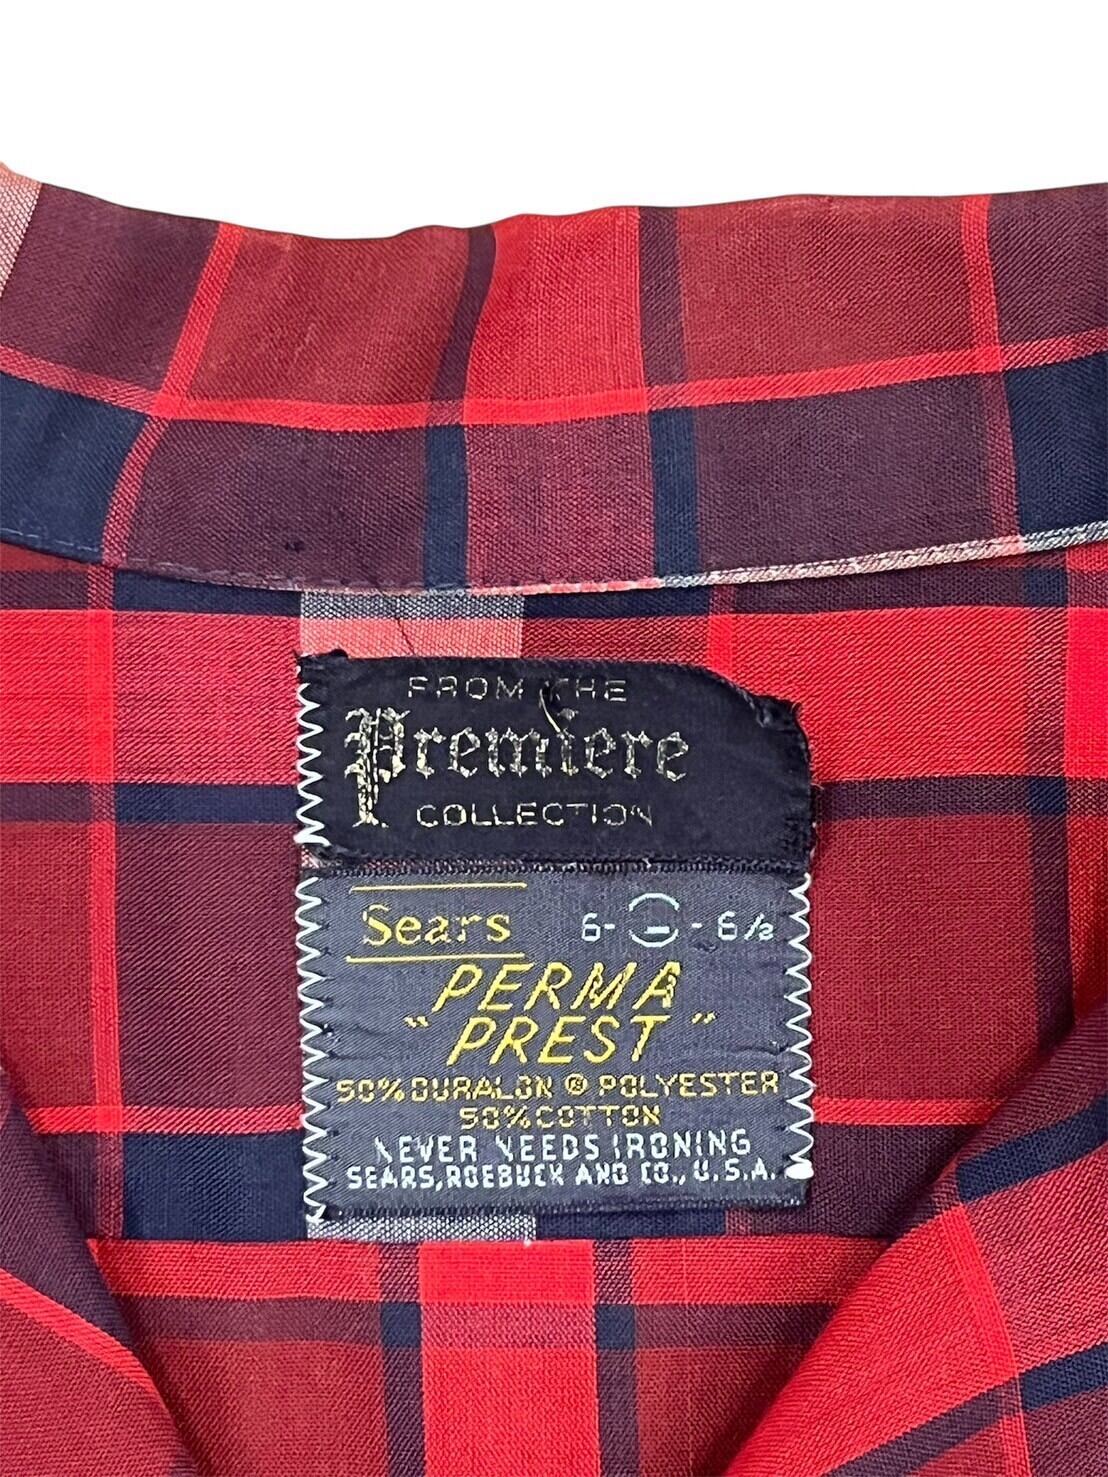 FROM THE
Premiere
COLLECTION
Sears 6-L-6½
PERMA
"PREST"
50% DURALON ® POLYESTER
50% COTTON
NEVER NEEDS IRONING
SEARS, ROEBUCK AND CO., U.S.A.